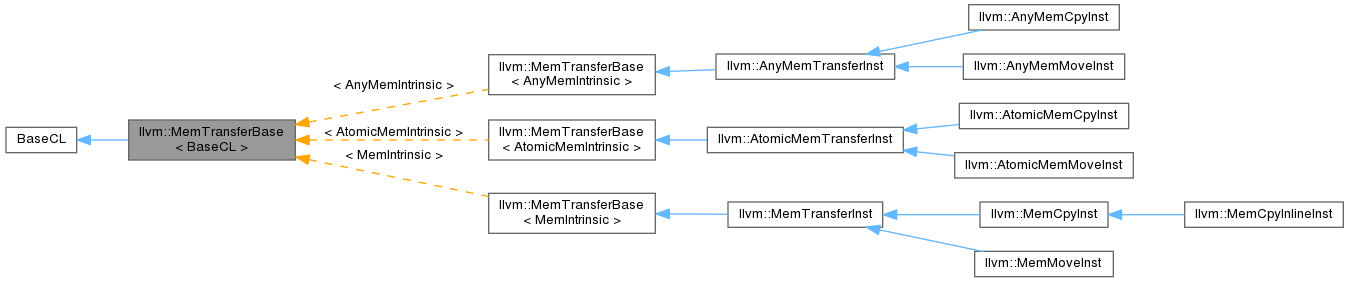 llvm::AnyMemCpyInst
llvm::MemTransferBase
< AnyMemIntrinsic >
llvm::AnyMemTransferInst
llvm::AnyMemMoveInst
< AnyMemIntrinsic >
BaseCL
llvm::MemTransferBase
< BaseCL >
< AtomicMemIntrinsic >
llvm::MemTransferBase
< AtomicMemIntrinsic >
llvm::AtomicMemTransferInst
llvm::AtomicMemCpyInst
llvm::AtomicMemMoveInst
< MemIntrinsic >
llvm::MemTransferBase
< MemIntrinsic >
llvm::MemTransferInst
llvm::MemCpyInst
llvm::MemCpyInlineInst
llvm::MemMoveInst